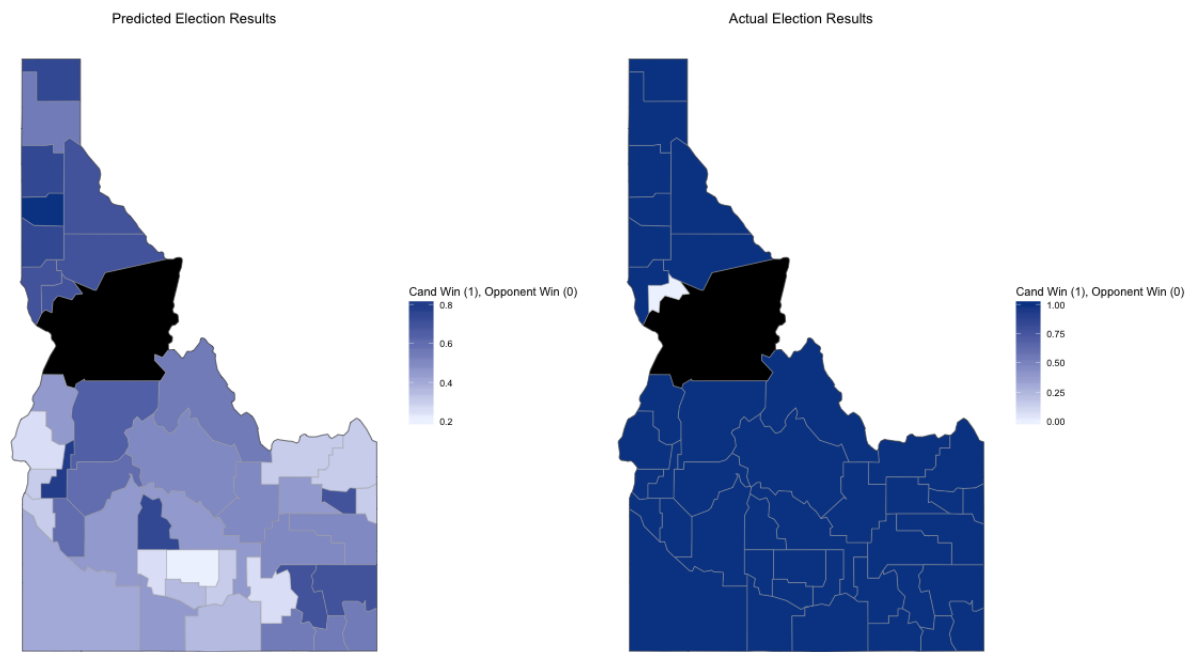 Predicted Election Results
Actual Election Results
Cand Win (1), Opponent Win (0)
0.8
0.6
0.4
0.2
Cand Win (1), Opponent Win (0)
1.00
0.75
0.50
0.25
0.00